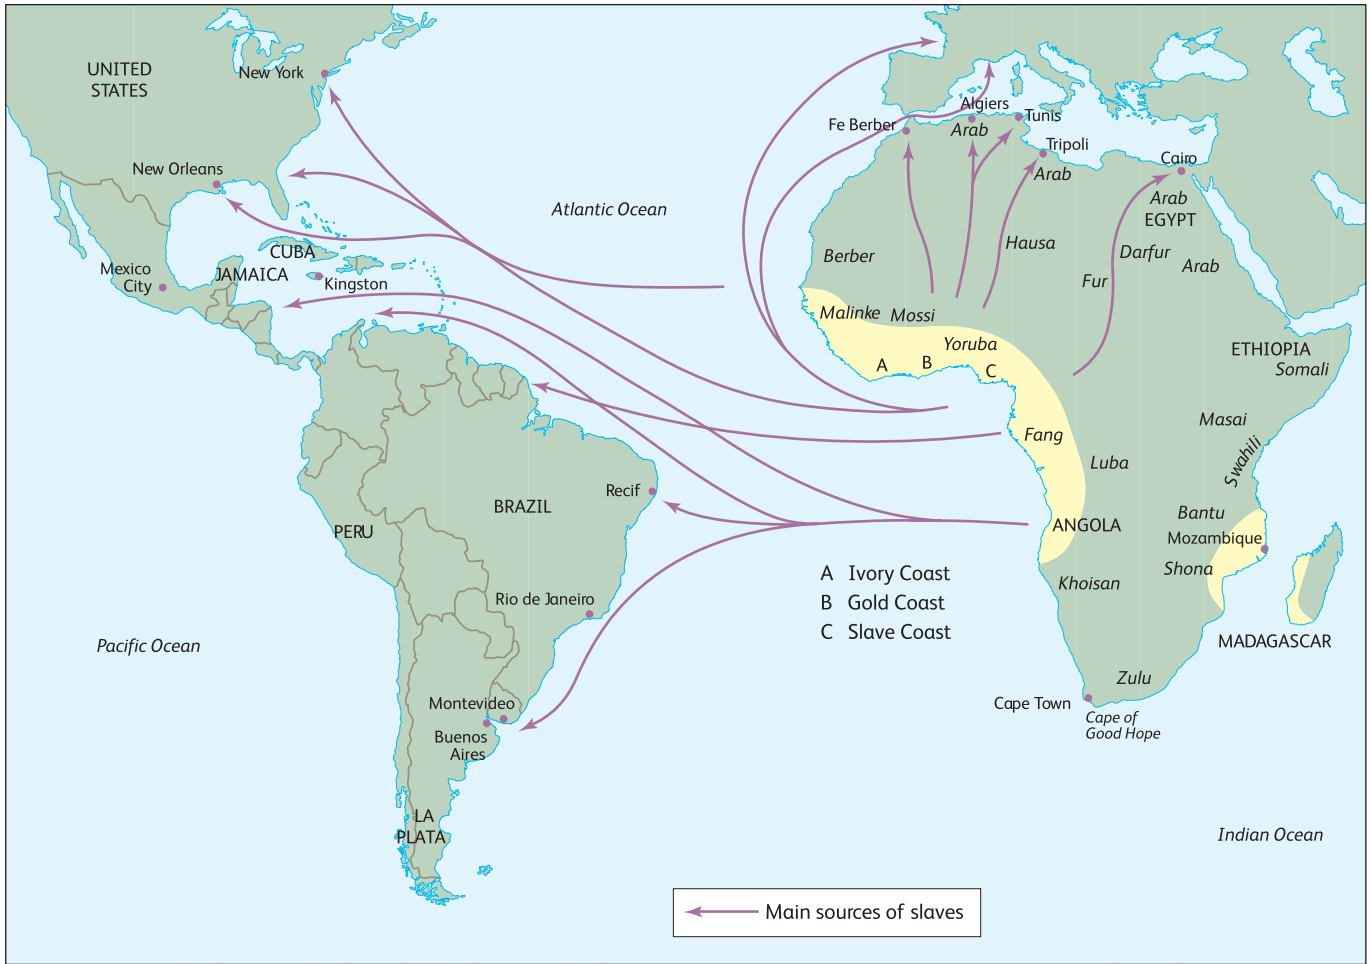 UNITED
STATES
New York
New Orleans
Mexico
City
CUBA
JAMAICA
Kingston
Atlantic Ocean
Fe Berber
Algiers
Arab
Tunis
Tripoli
Arab
Cairo
Arab
EGYPT
Berber
Hausa
Darfur
Arab
Fur
Malinke
Mossi
Yoruba
A
B
C
ETHIOPIA
Somali
Masai
Swahili
Fang
Luba
ANGOLA
Bantu
Mozambique
Shona
Khoisan
MADAGASCAR
Zulu
Cape Town
Cape of
Good Hope
Recif
BRAZIL
PERU
Rio de Janeiro
Montevideo
Buenos
Aires
LA
PLATA
Pacific Ocean
Indian Ocean
A Ivory Coast
B Gold Coast
C Slave Coast
Main sources of slaves